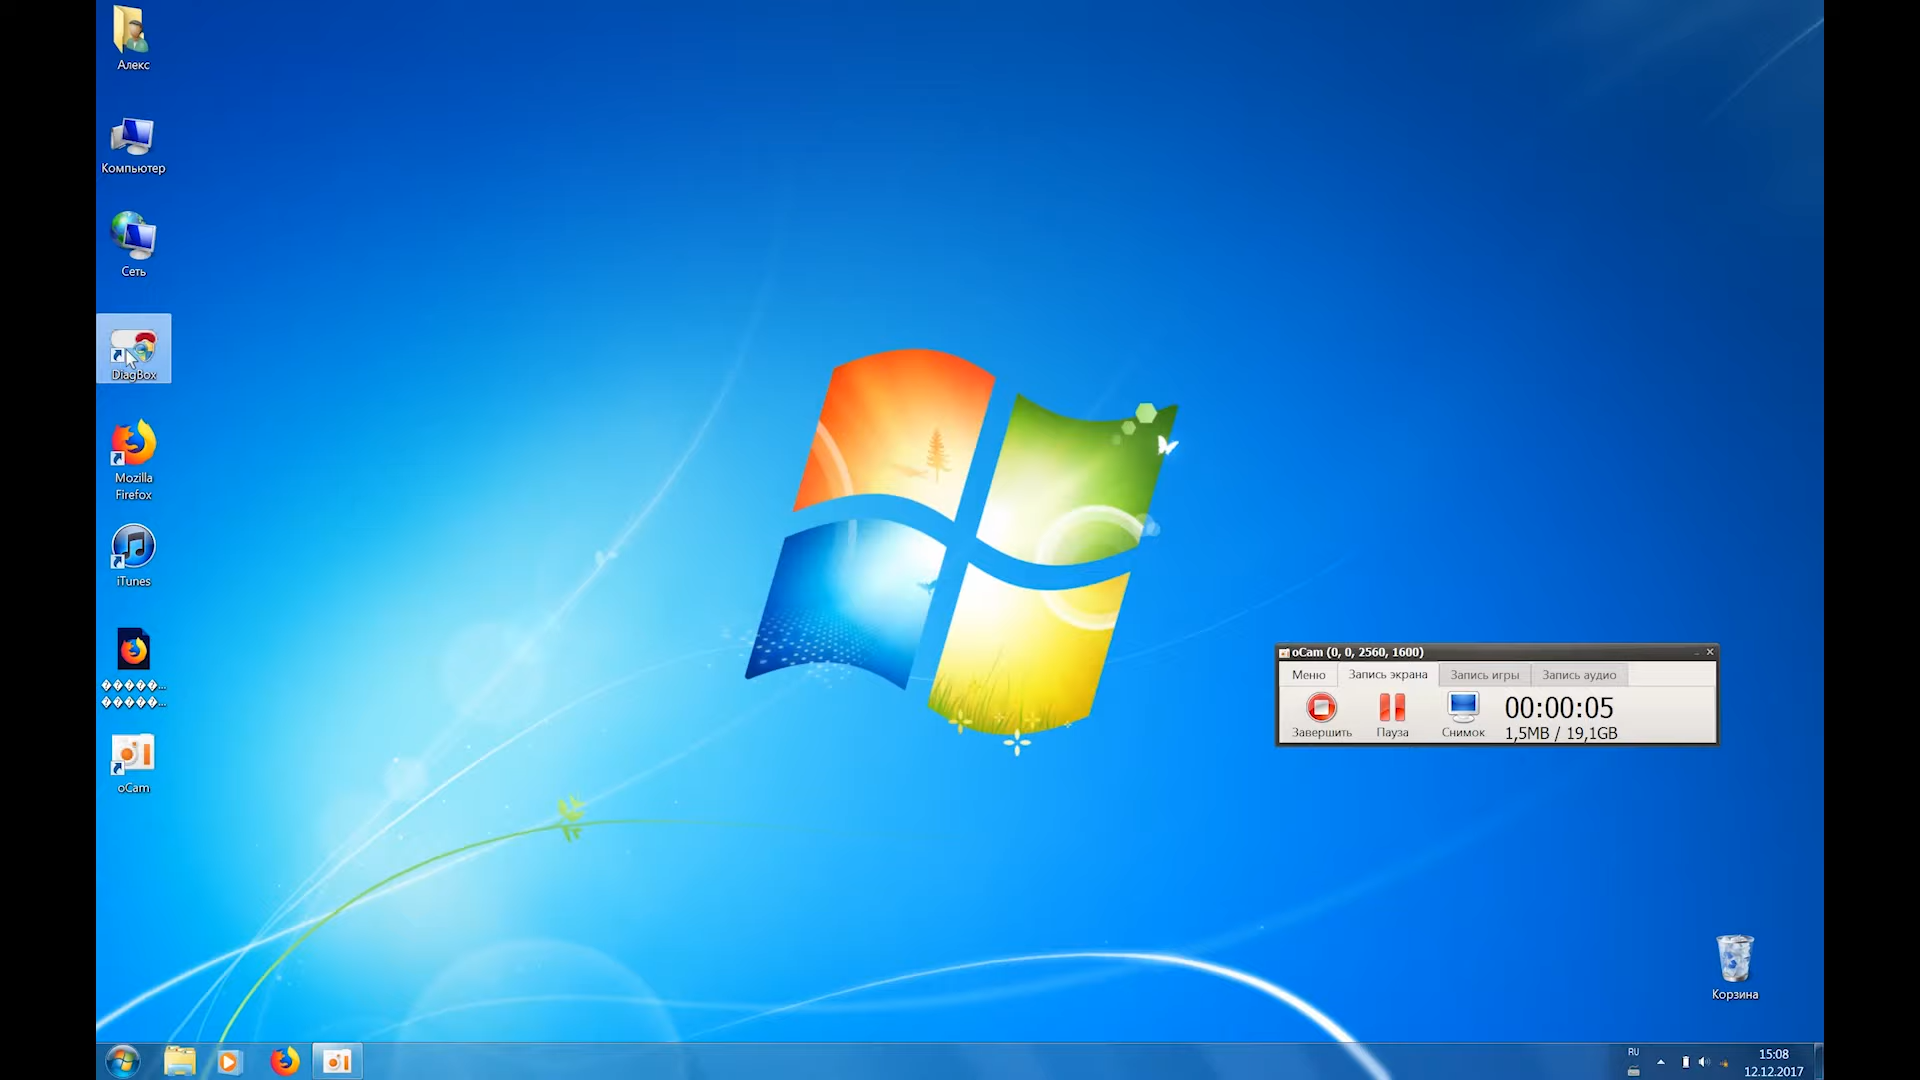 Алекс
Компьютер
Сеть
DiagBox
Mozilla
Firefox
iTunes
�����...
�����...
oCam
oCam (0, 0, 2560, 1600)
Меню
Запись экрана
Запись игры
Запись аудио
Завершить
Пауза
Снимок
00:00:05
1,5MB / 19,1GB
Корзина
RU
15:08
12.12.2017